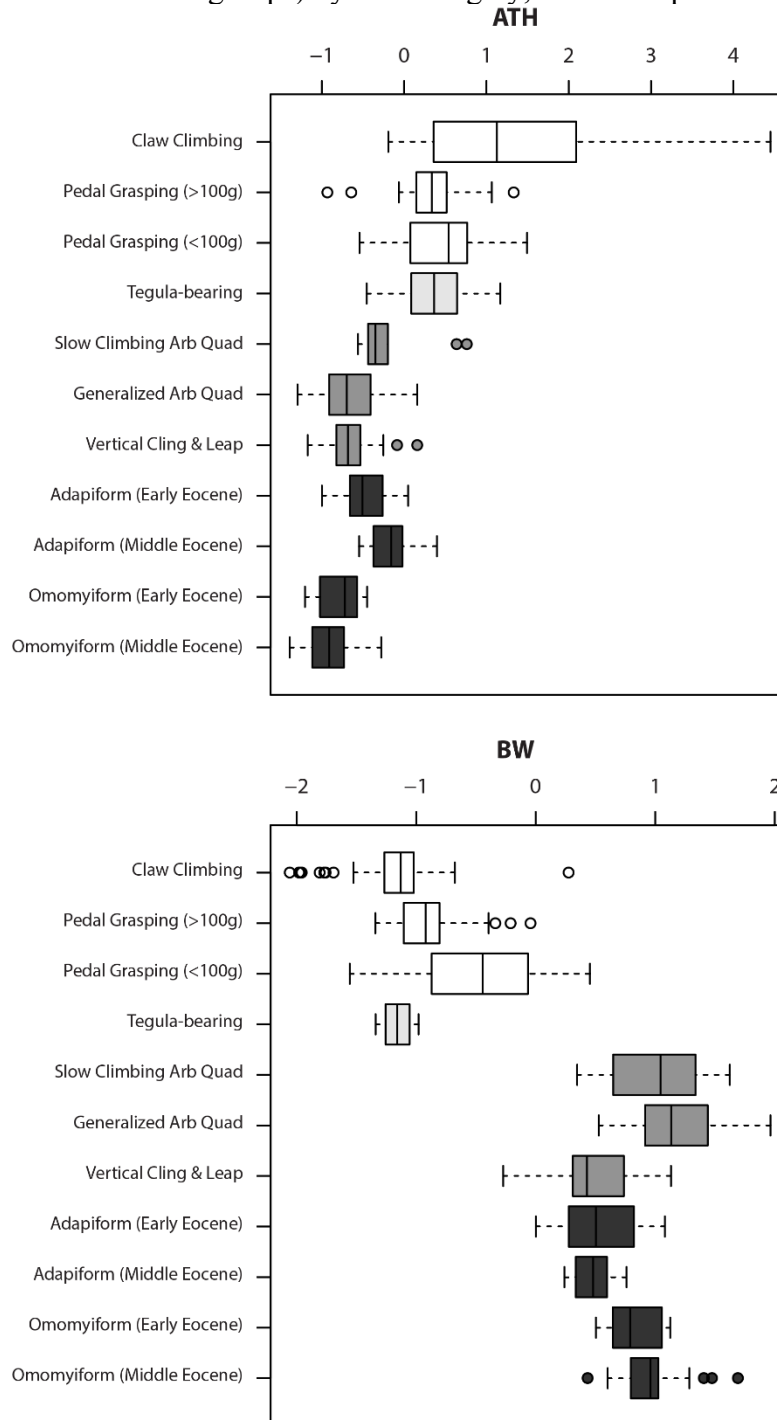 ATH
−1 0 1 2 3 4
Claw Climbing
Pedal Grasping (>100g)
Pedal Grasping (<100g)
Tegula-bearing
Slow Climbing Arb Quad
Generalized Arb Quad
Vertical Cling & Leap
Adapiform (Early Eocene)
Adapiform (Middle Eocene)
Omomyiform (Early Eocene)
Omomyiform (Middle Eocene)
BW
−2 −1 0 1 2
Claw Climbing
Pedal Grasping (>100g)
Pedal Grasping (<100g)
Tegula-bearing
Slow Climbing Arb Quad
Generalized Arb Quad
Vertical Cling & Leap
Adapiform (Early Eocene)
Adapiform (Middle Eocene)
Omomyiform (Early Eocene)
Omomyiform (Middle Eocene)